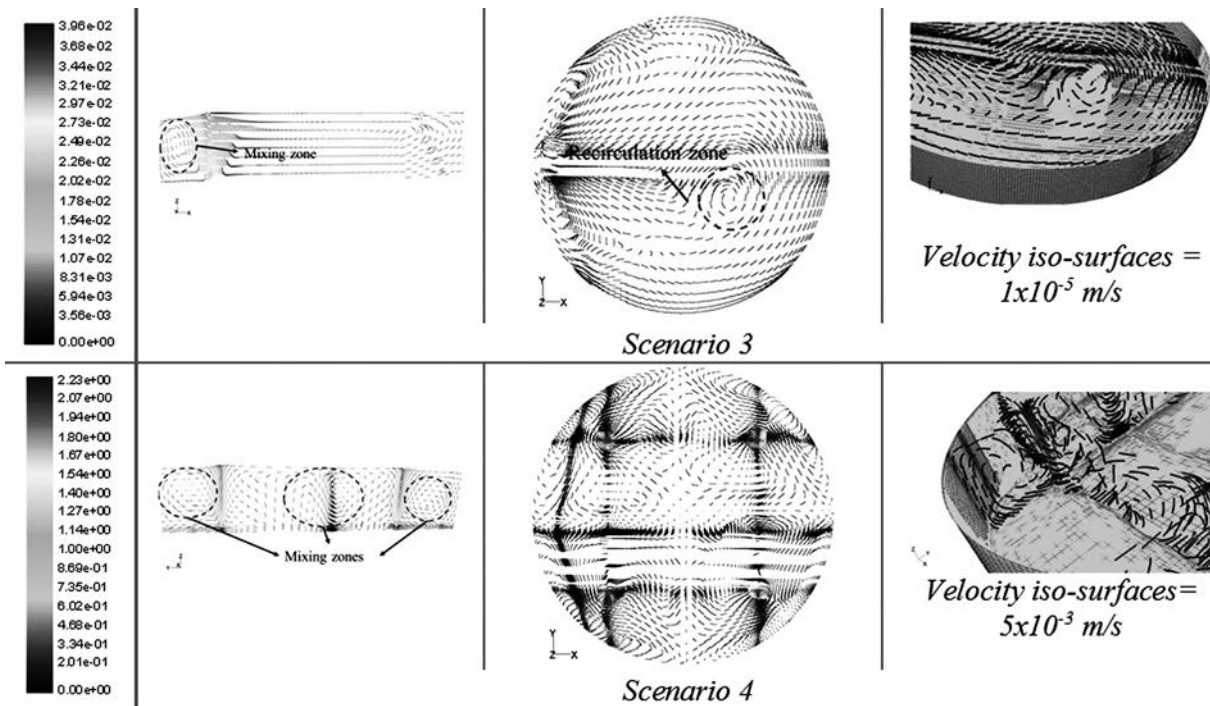 3.96e-02
3.68e-02
3.44e-02
3.21e-02
2.97e-02
2.73e-02
2.49e-02
2.26e-02
2.02e-02
1.78e-02
1.54e-02
1.31e-02
1.07e-02
8.31e-03
5.94e-03
3.56e-03
0.00e+00
Mixing zone
Z
Y X
Recirculation zone
Y
Z X
Scenario 3
Velocity iso-surfaces =
1x10⁻⁵ m/s
2.23e+00
2.07e+00
1.94e+00
1.80e+00
1.67e+00
1.54e+00
1.40e+00
1.27e+00
1.14e+00
1.00e+00
8.69e-01
7.35e-01
6.02e-01
4.68e-01
3.34e-01
2.01e-01
0.00e+00
Mixing zones
Z
Y X
Y
Z X
Scenario 4
Velocity iso-surfaces=
5x10⁻³ m/s